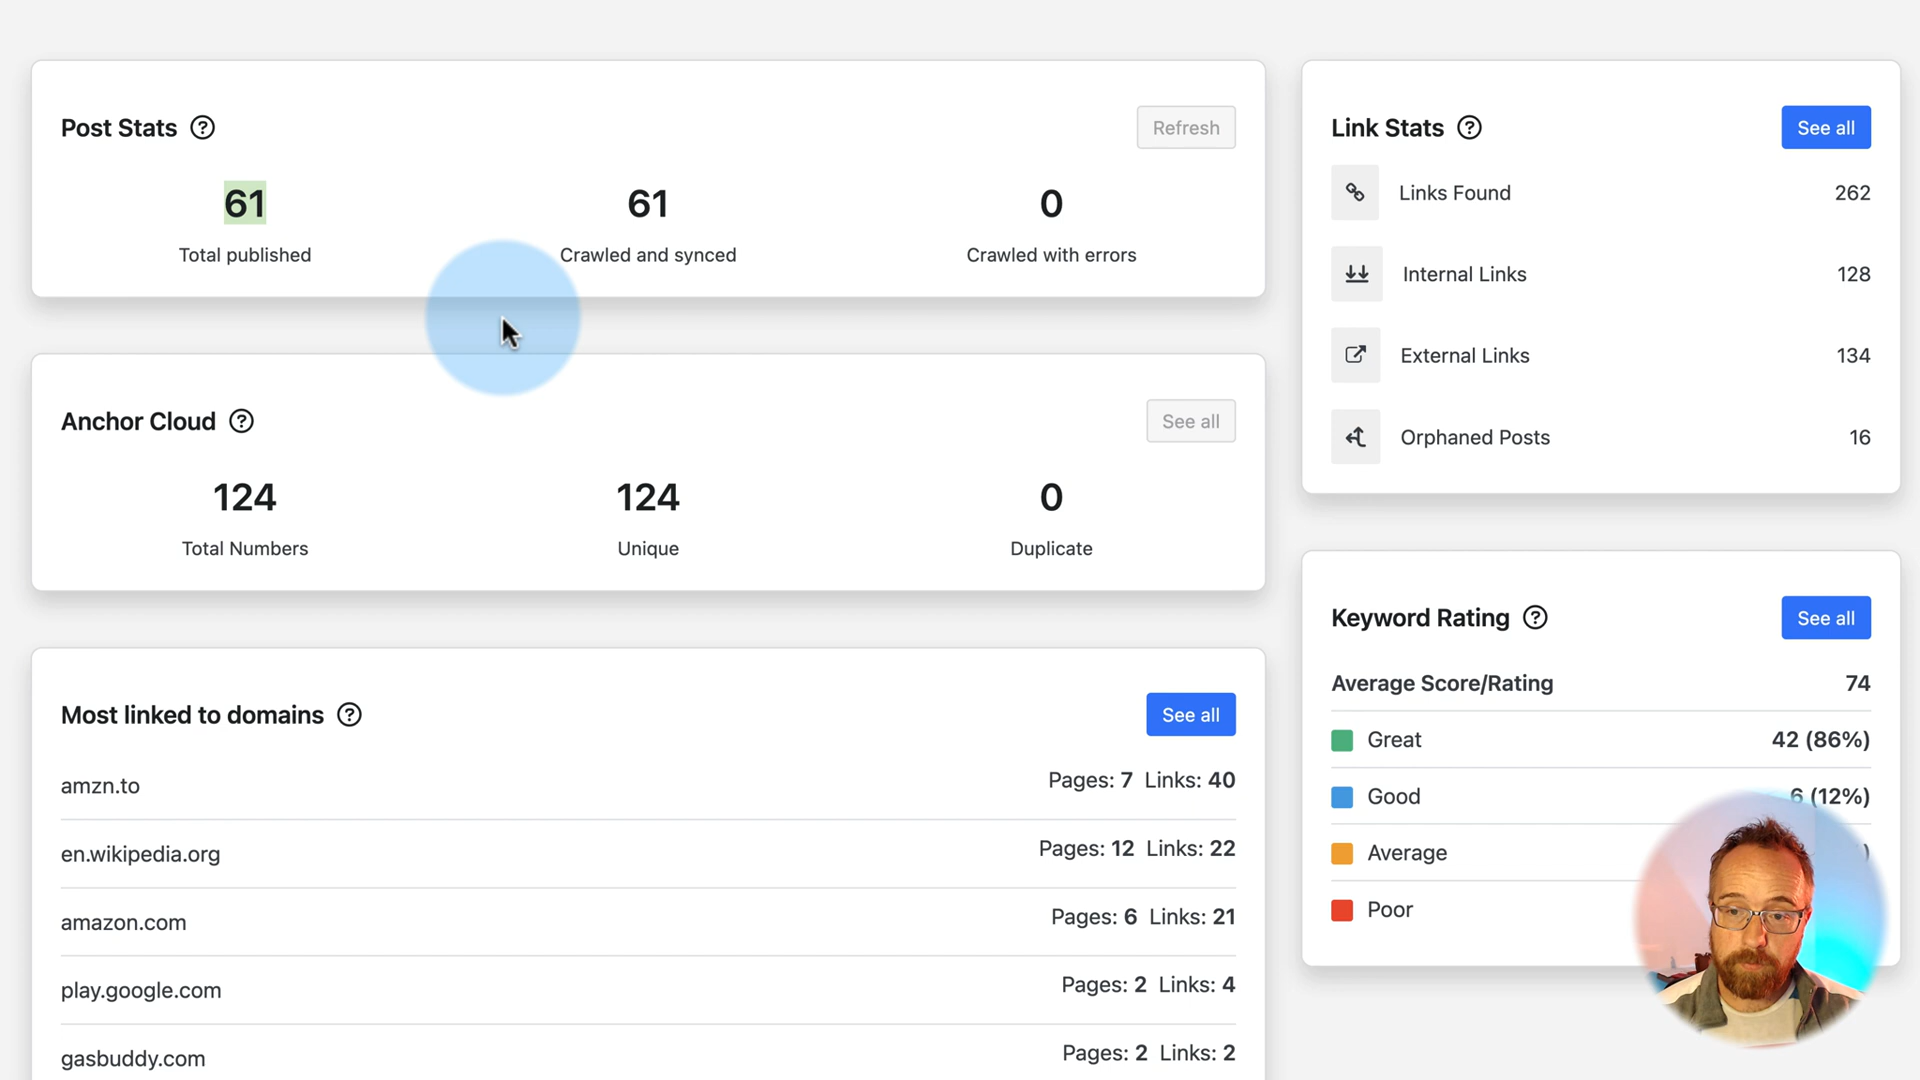 Post Stats ?
Refresh
61 61 0
Total published Crawled and synced Crawled with errors
Anchor Cloud ?
See all
124 124 0
Total Numbers Unique Duplicate
Most linked to domains ?
See all
amzn.to Pages: 7 Links: 40
en.wikipedia.org Pages: 12 Links: 22
amazon.com Pages: 6 Links: 21
play.google.com Pages: 2 Links: 4
gasbuddy.com Pages: 2 Links: 2
Link Stats ?
See all
Links Found 262
Internal Links 128
External Links 134
Orphaned Posts 16
Keyword Rating ?
See all
Average Score/Rating 74
Great 42 (86%)
Good 6 (12%)
Average
Poor